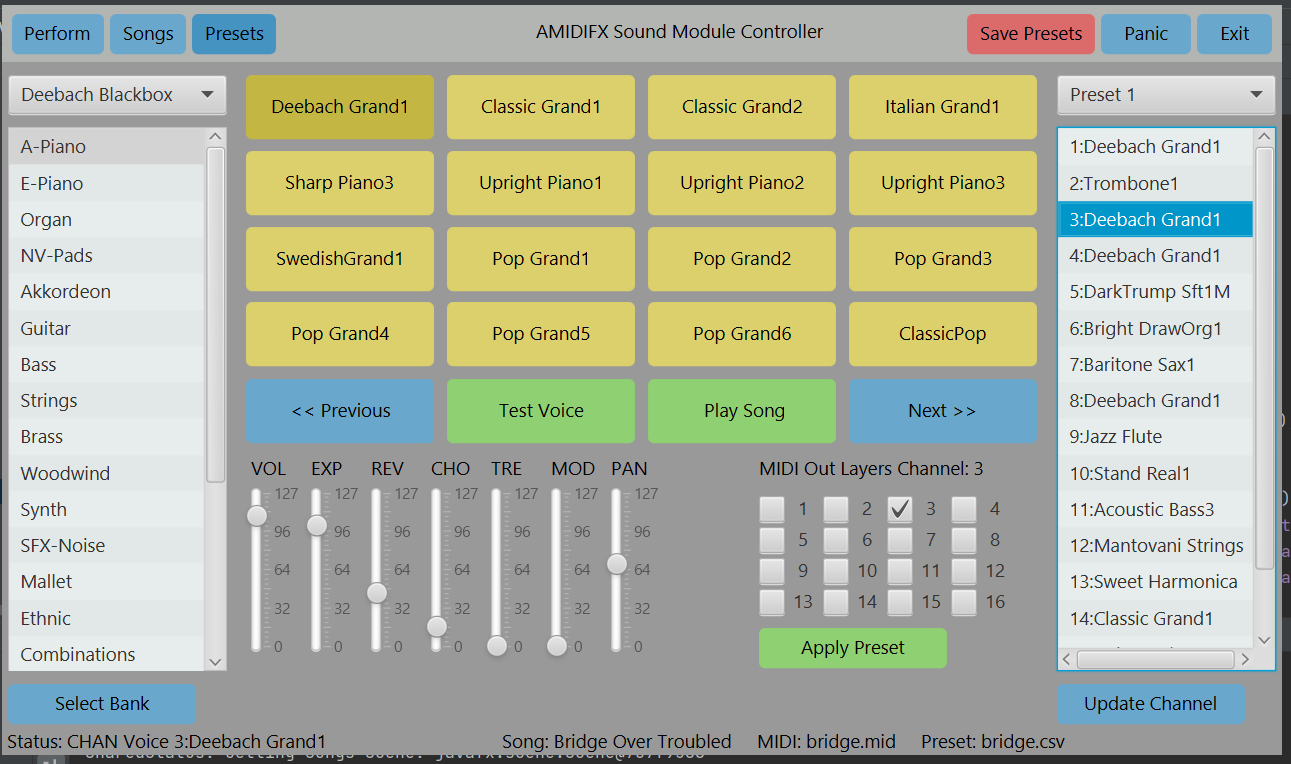 Perform Songs Presets AMIDIFX Sound Module Controller Save Presets Panic Exit
Deebach Blackbox
A-Piano
E-Piano
Organ
NV-Pads
Akkordeon
Guitar
Bass
Strings
Brass
Woodwind
Synth
SFX-Noise
Mallet
Ethnic
Combinations
Select Bank
Deebach Grand1 Classic Grand1 Classic Grand2 Italian Grand1
Sharp Piano3 Upright Piano1 Upright Piano2 Upright Piano3
SwedishGrand1 Pop Grand1 Pop Grand2 Pop Grand3
Pop Grand4 Pop Grand5 Pop Grand6 ClassicPop
<< Previous Test Voice Play Song Next >>
VOL EXP REV CHO TRE MOD PAN
127 127 127 127 127 127 127
96 96 96 96 96 96 96
64 64 64 64 64 64 64
32 32 32 32 32 32 32
0 0 0 0 0 0 0
MIDI Out Layers Channel: 3
1 2 3 4
5 6 7 8
9 10 11 12
13 14 15 16
Apply Preset
Preset 1
1:Deebach Grand1
2:Trombone1
3:Deebach Grand1
4:Deebach Grand1
5:DarkTrump Sft1M
6:Bright DrawOrg1
7:Baritone Sax1
8:Deebach Grand1
9:Jazz Flute
10:Stand Real1
11:Acoustic Bass3
12:Mantovani Strings
13:Sweet Harmonica
14:Classic Grand1
Update Channel
Status: CHAN Voice 3:Deebach Grand1 Song: Bridge Over Troubled MIDI: bridge.mid Preset: bridge.csv